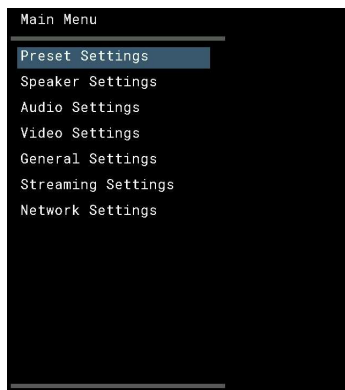 Main Menu
Preset Settings
Speaker Settings
Audio Settings
Video Settings
General Settings
Streaming Settings
Network Settings